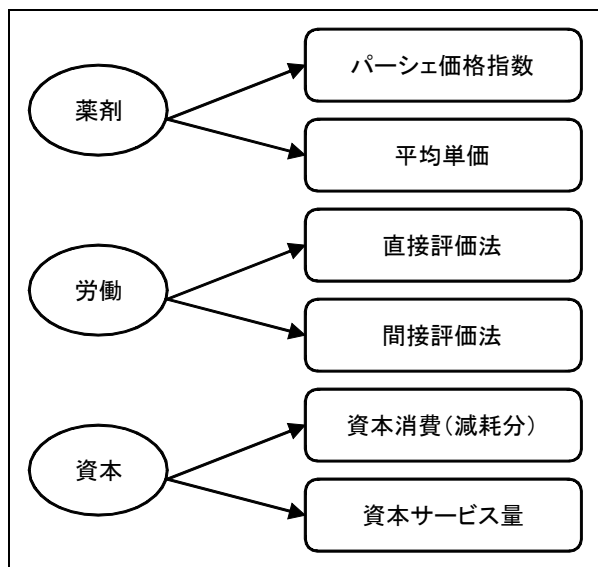 薬剤
パーシェ価格指数
平均単価
労働
直接評価法
間接評価法
資本
資本消費（減耗分）
資本サービス量